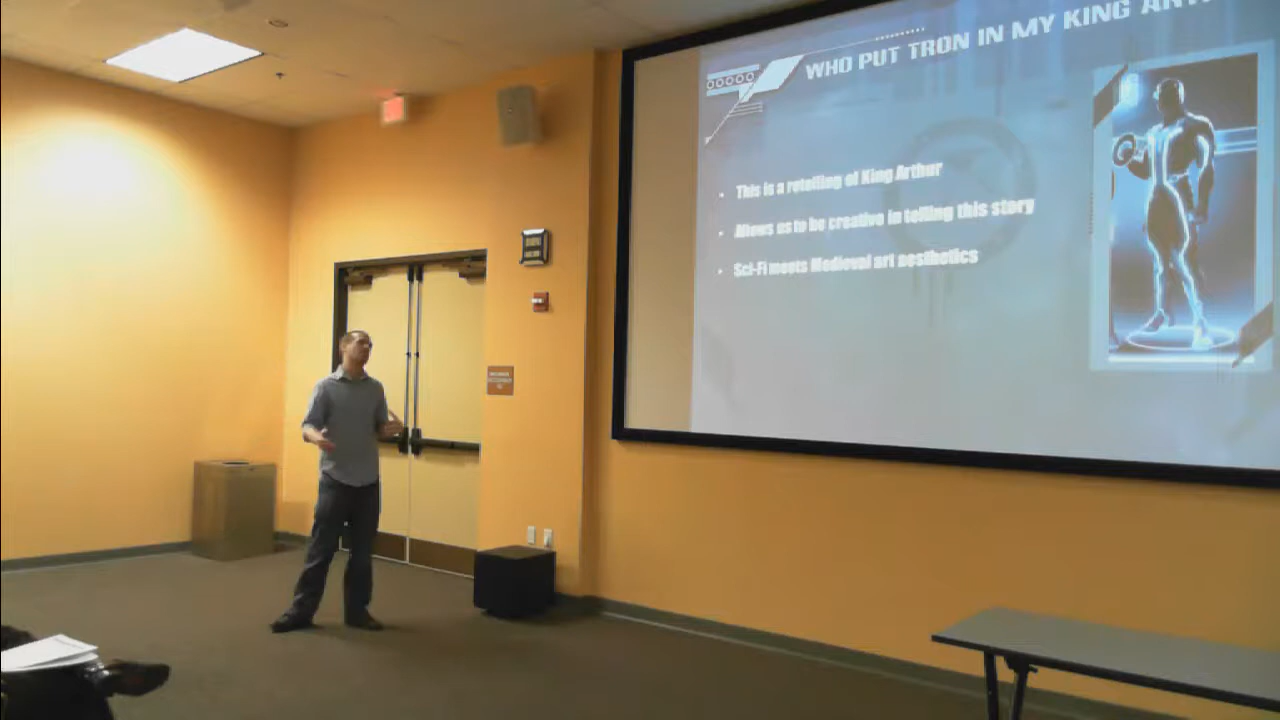 WHO PUT TRON IN MY KING ART
• This is a retelling of King Arthur
• Allows us to be creative in telling this story
• Sci-Fi meets Medieval art aesthetics